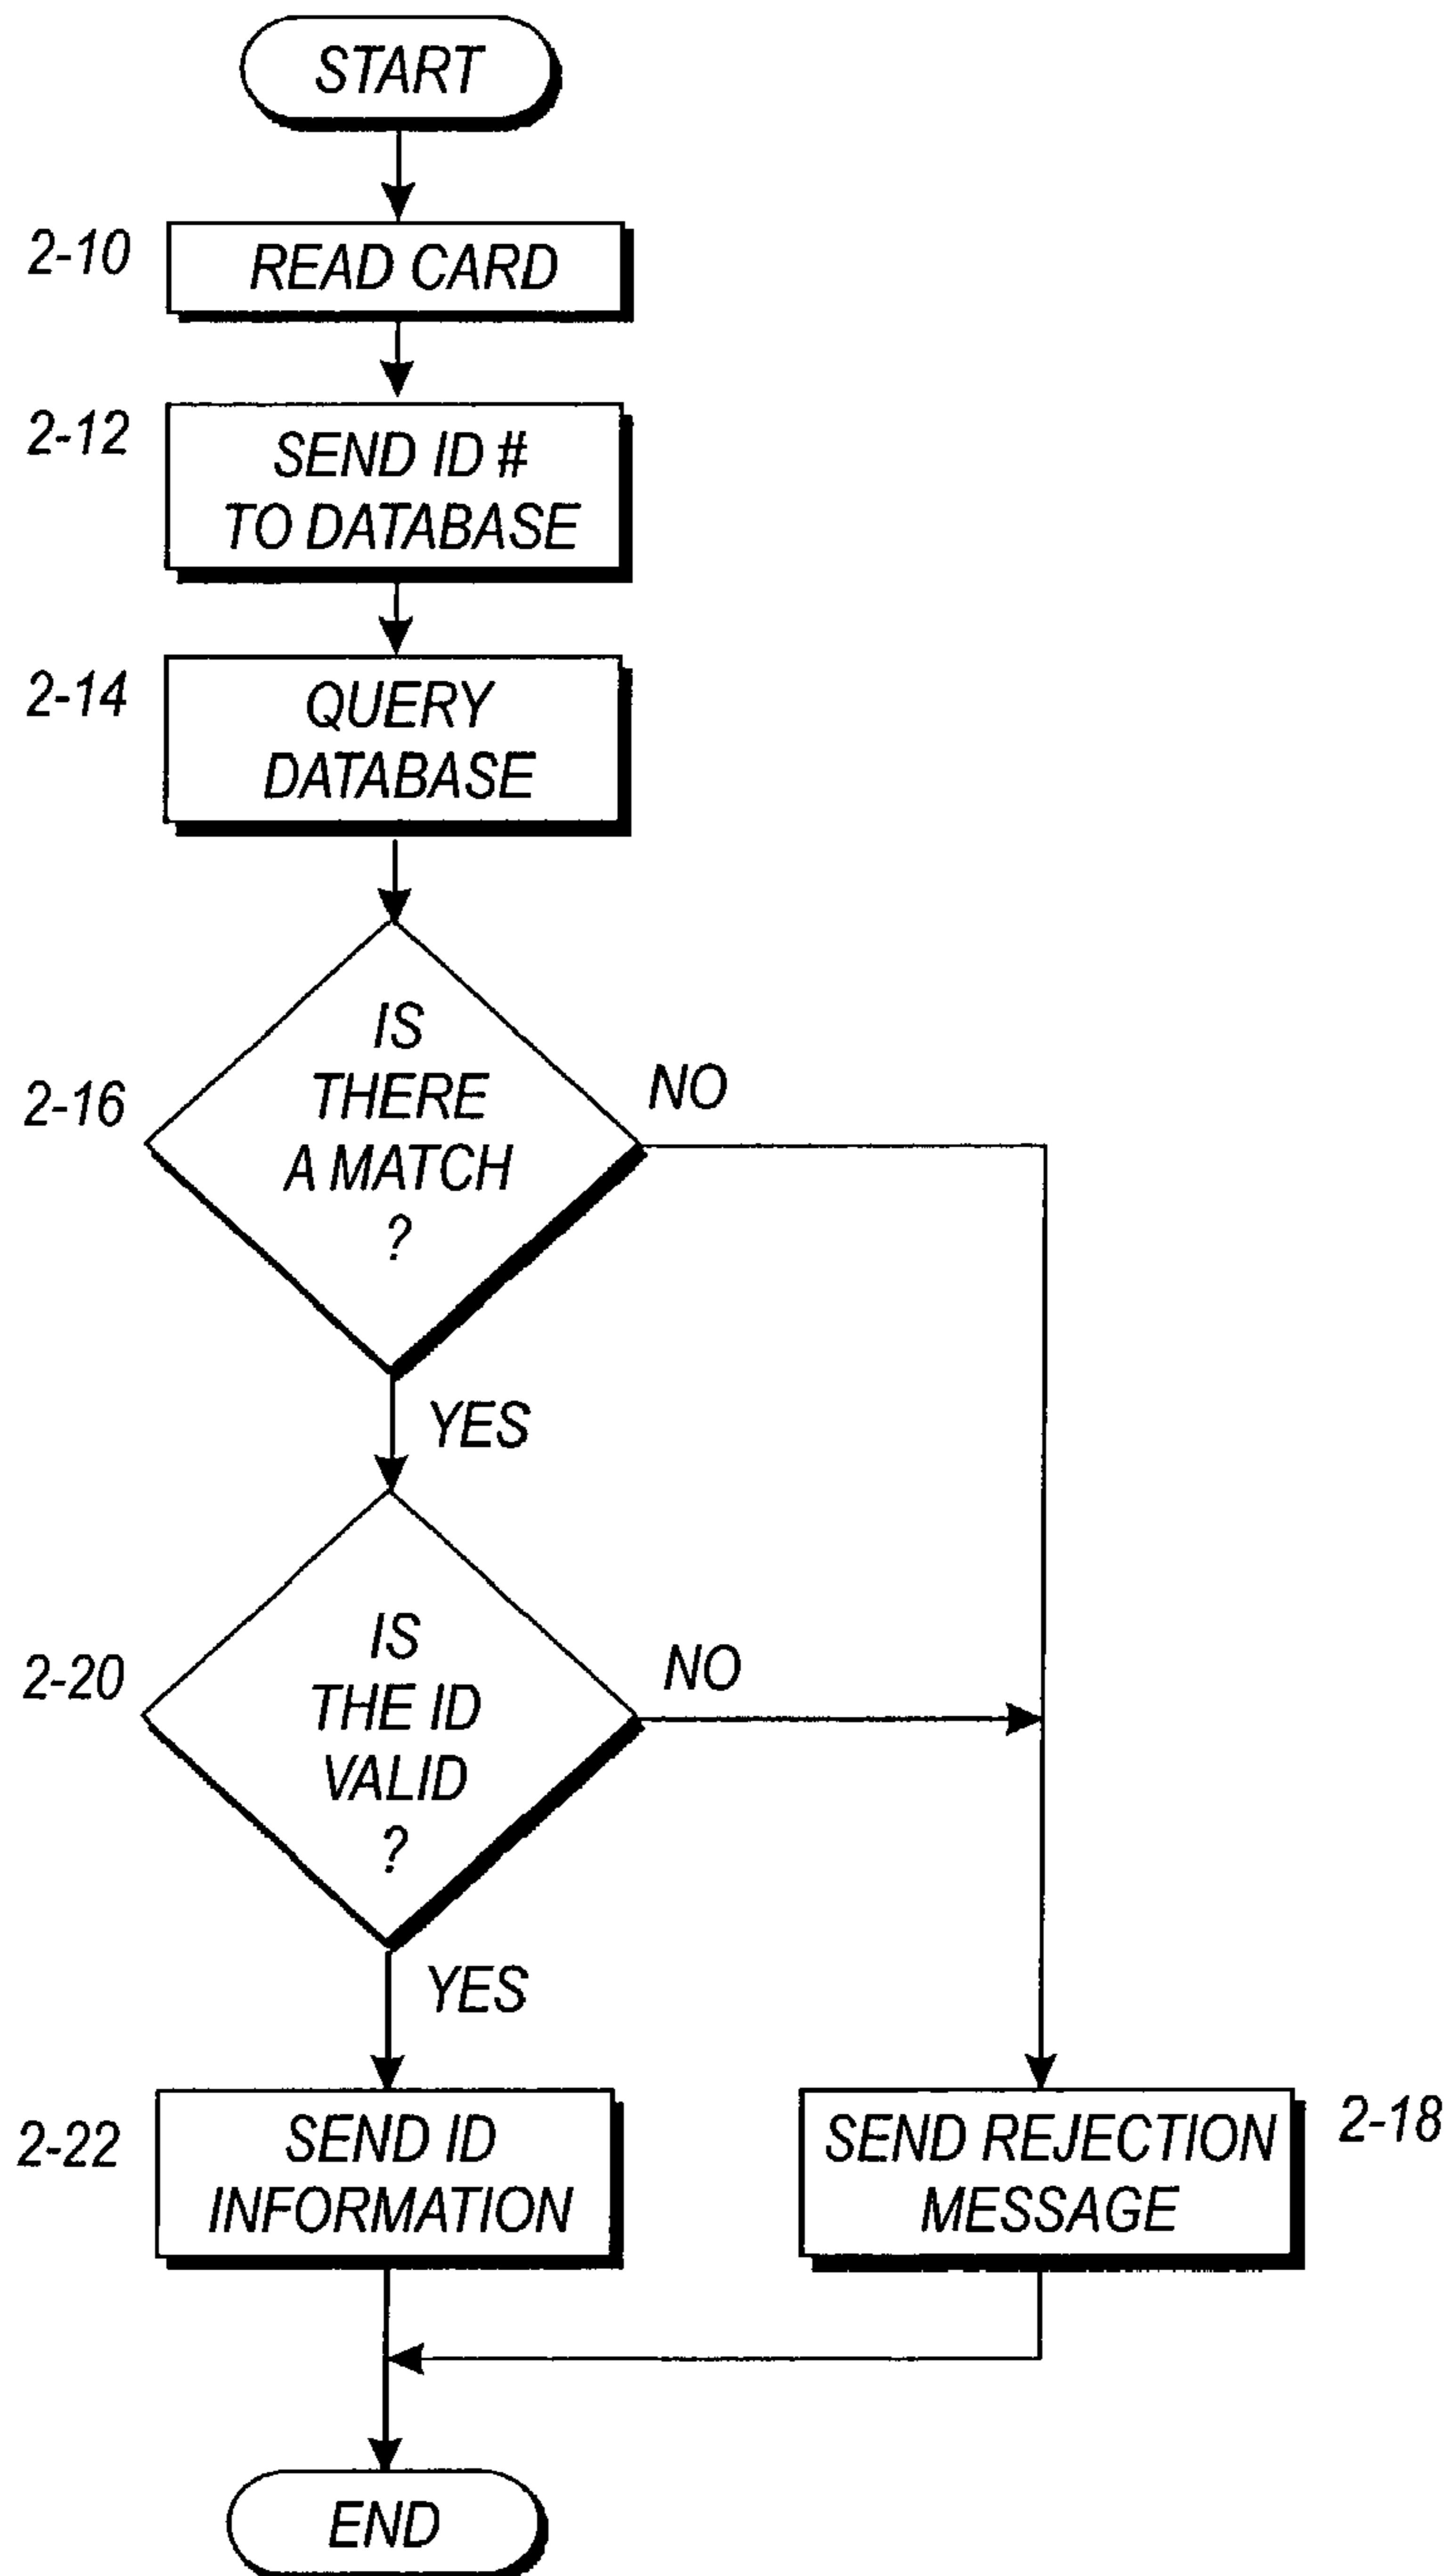 START
2-10
READ CARD
2-12
SEND ID #
TO DATABASE
2-14
QUERY
DATABASE
2-16
IS
THERE
A MATCH
?
NO
YES
2-20
IS
THE ID
VALID
?
NO
YES
2-22
SEND ID
INFORMATION
SEND REJECTION
MESSAGE
2-18
END